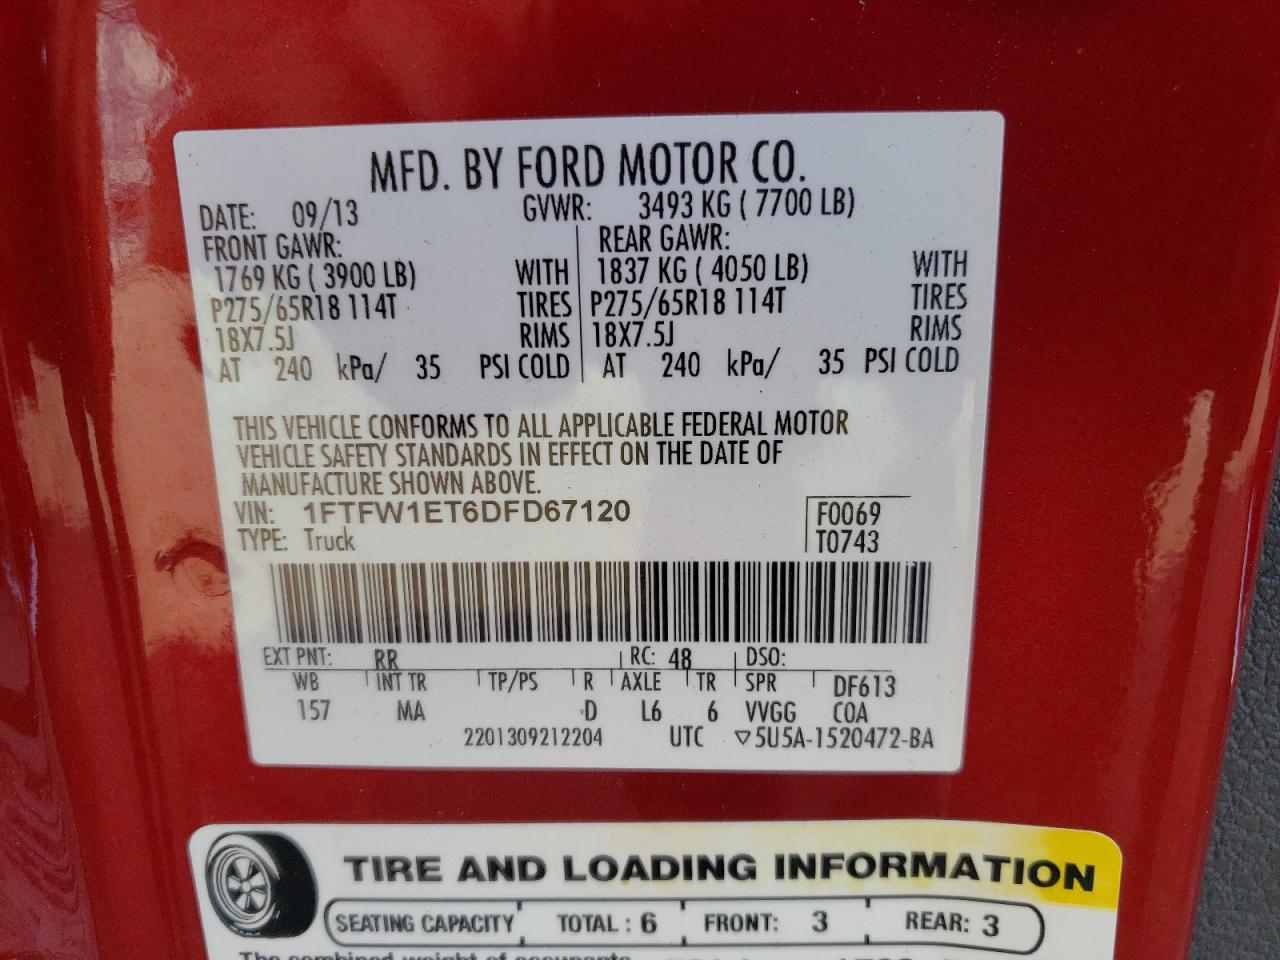 MFD. BY FORD MOTOR CO.
DATE: 09/13 GVWR: 3493 KG ( 7700 LB)
FRONT GAWR: REAR GAWR:
1769 KG ( 3900 LB) WITH 1837 KG ( 4050 LB) WITH
P275/65R18 114T TIRES P275/65R18 114T TIRES
18X7.5J RIMS 18X7.5J RIMS
AT 240 kPa/ 35 PSI COLD AT 240 kPa/ 35 PSI COLD
THIS VEHICLE CONFORMS TO ALL APPLICABLE FEDERAL MOTOR
VEHICLE SAFETY STANDARDS IN EFFECT ON THE DATE OF
MANUFACTURE SHOWN ABOVE.
VIN: 1FTFW1ET6DFD67120 F0069
TYPE: Truck T0743
EXT PNT: RR RC: 48 DSO:
WB INT TR TP/PS R AXLE TR SPR DF613
157 MA D L6 6 VVGG COA
2201309212204 UTC ▽5U5A-1520472-BA
TIRE AND LOADING INFORMATION
SEATING CAPACITY TOTAL : 6 FRONT: 3 REAR: 3
The combined weight of occupants